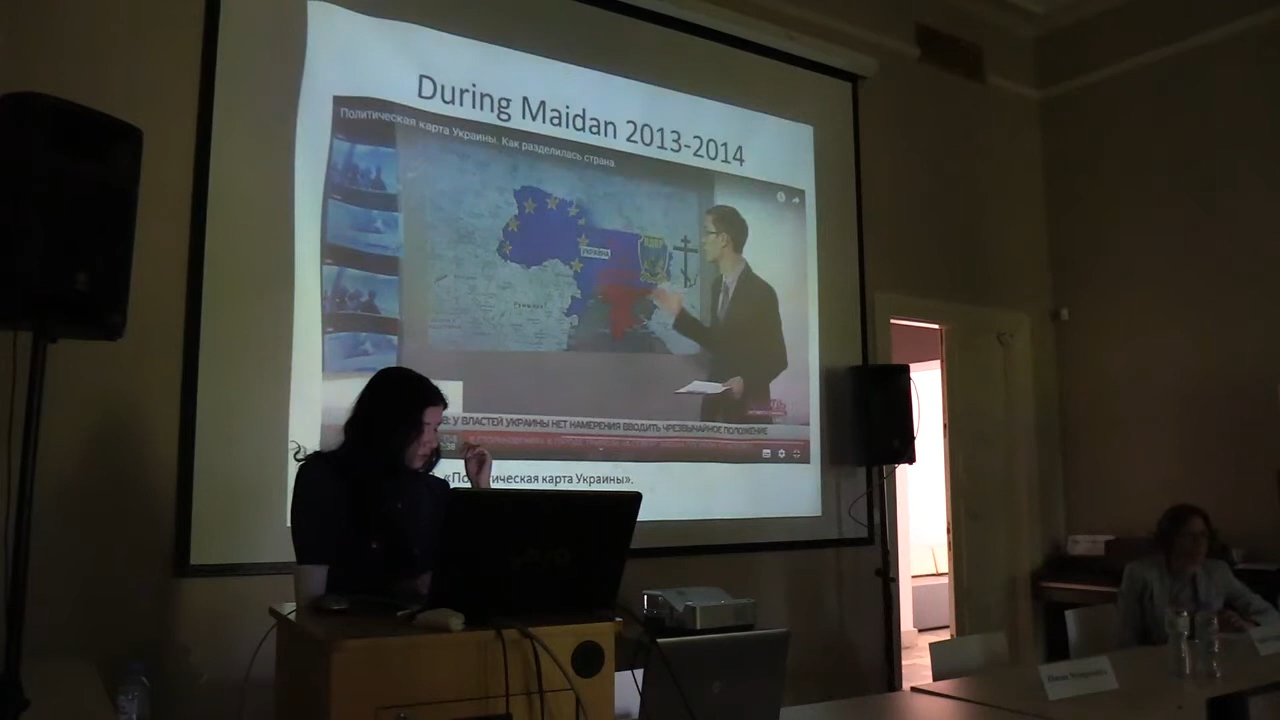 During Maidan 2013-2014
Политическая карта Украины. Как разделилась страна.
УКРАИНА
У ВЛАСТЕЙ УКРАИНЫ НЕТ НАМЕРЕНИЯ ВВОДИТЬ ЧРЕЗВЫЧАЙНОЕ ПОЛОЖЕНИЕ
карта Украины».